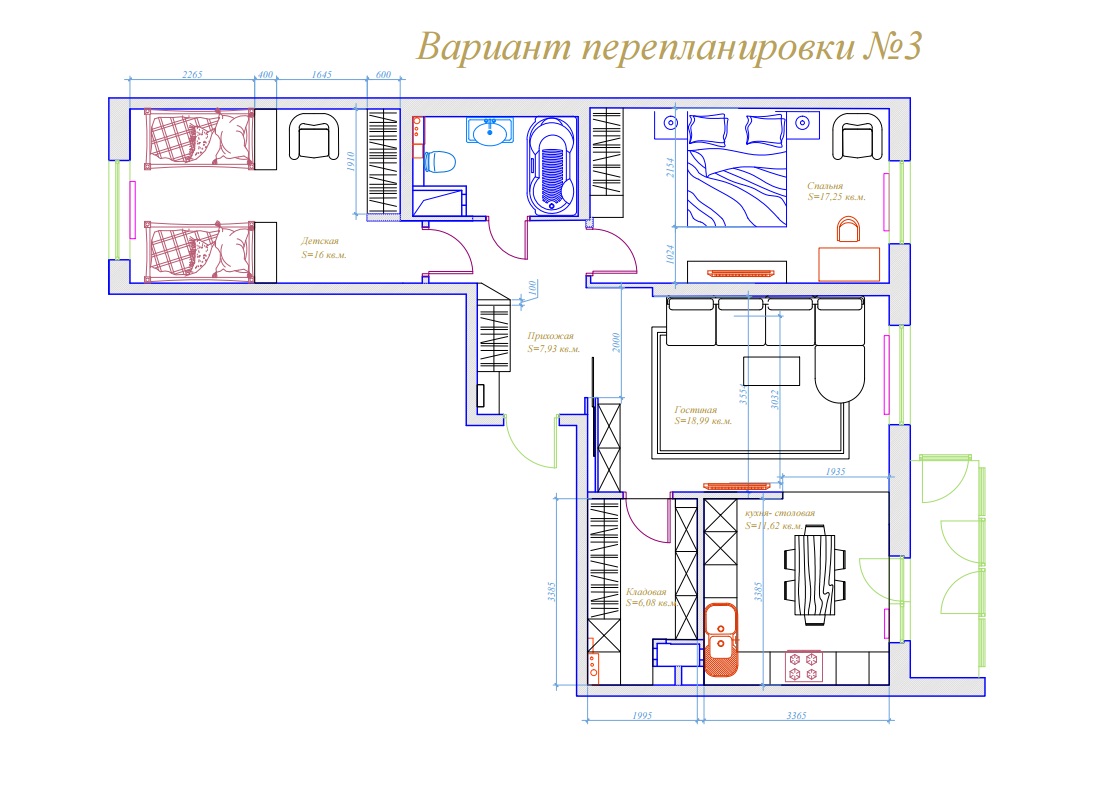 Вариант перепланировки №3
2265
400
1645
600
1910
2154
Спальня
S=17,25 кв.м.
Детская
S=16 кв.м.
1024
100
Прихожая
S=7,93 кв.м.
2000
3554
3032
Гостиная
S=18,99 кв.м.
1935
кухня- столовая
S=11,62 кв.м.
3385
Кладовая
S=6,08 кв.м.
3385
1995
3365